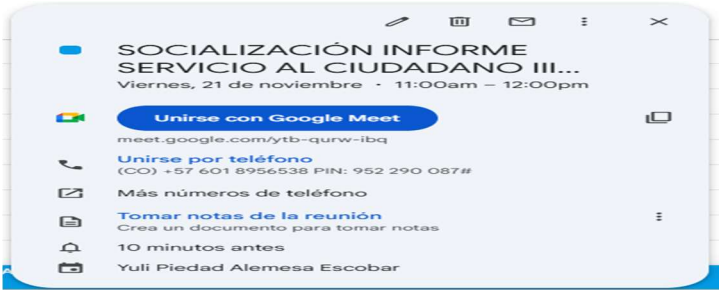 SOCIALIZACIÓN INFORME
SERVICIO AL CIUDADANO III...
Viernes, 21 de noviembre • 11:00am – 12:00pm
Unirse con Google Meet
meet.google.com/ytb-qurw-ibq
Unirse por teléfono
(CO) +57 601 8956538 PIN: 952 290 087#
Más números de teléfono
Tomar notas de la reunión
Crea un documento para tomar notas
10 minutos antes
Yuli Piedad Alemesa Escobar